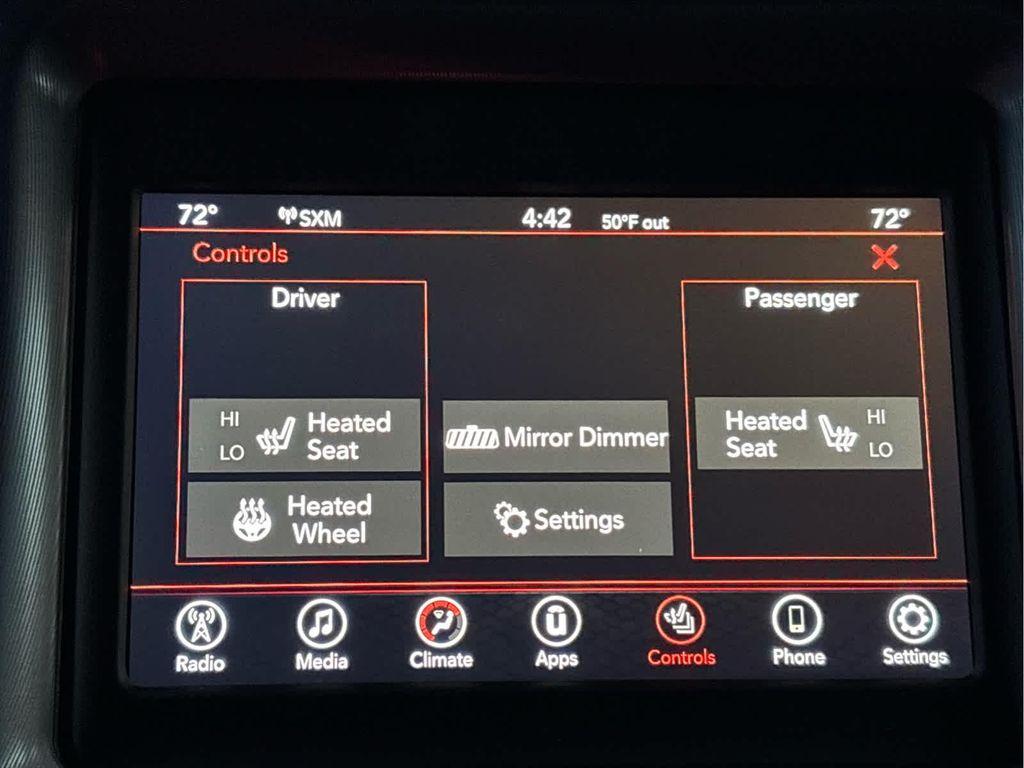 72° SXM 4:42 50°F out 72°
Controls
Driver
Passenger
HI
LO
Heated
Seat
Mirror Dimmer
Heated
Seat
HI
LO
Heated
Wheel
Settings
Radio Media Climate Apps Controls Phone Settings